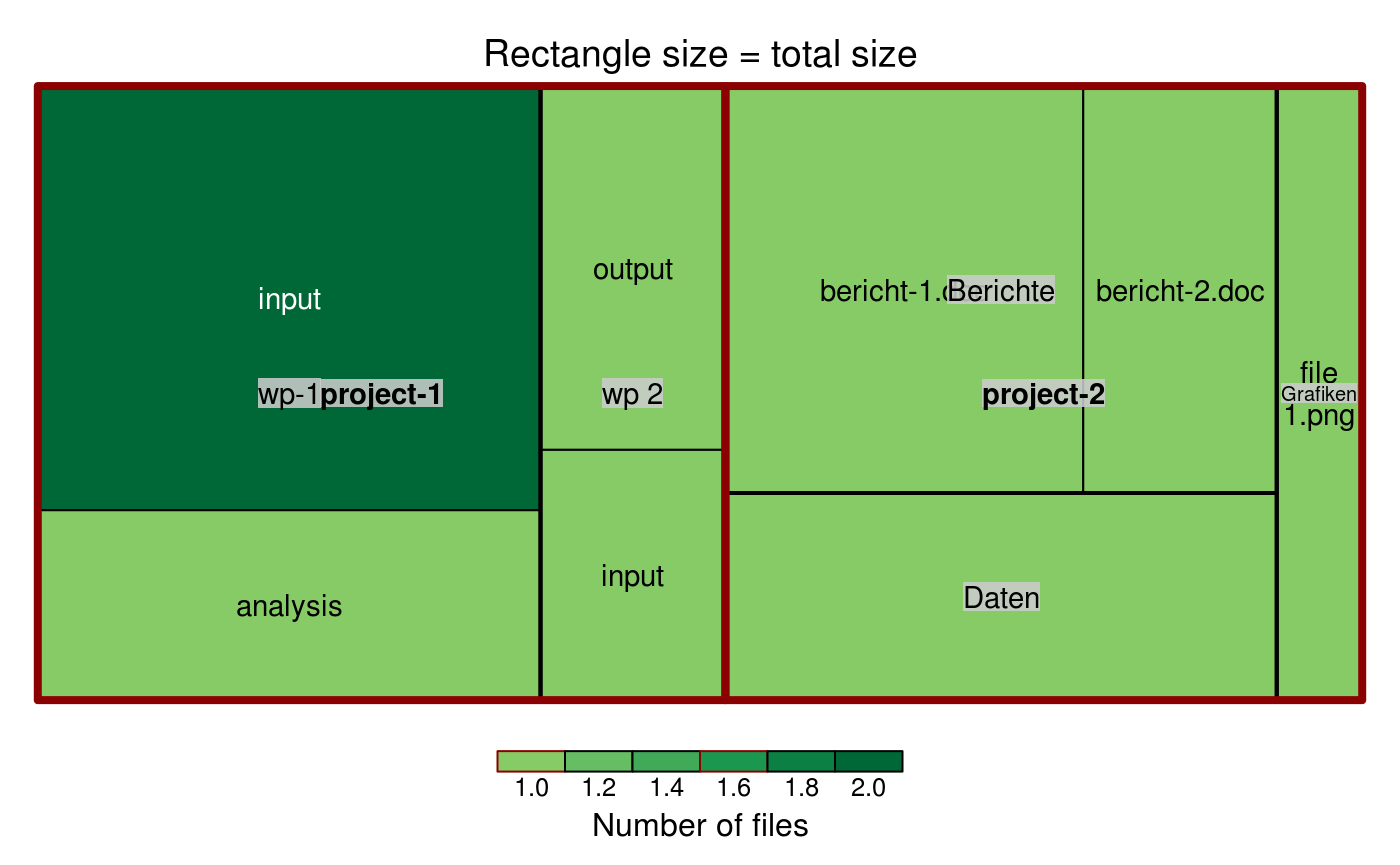 Rectangle size = total size
input
wp-1
project-1
analysis
output
wp 2
input
bericht-1.
Berichte
bericht-2.doc
project-2
Daten
file
Grafiken
1.png
1.0 1.2 1.4 1.6 1.8 2.0
Number of files